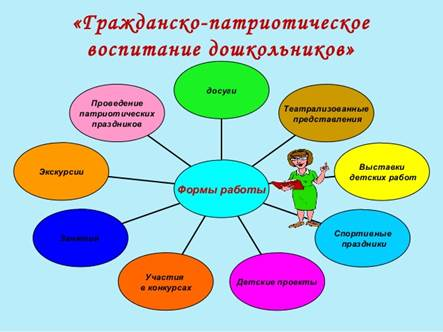 «Гражданско-патриотическое
воспитание дошкольников»
досуги
Проведение
патриотических
праздников
Театрализованные
представления
Экскурсии
Выставки
детских работ
Формы работы
Занятия
Спортивные
праздники
Участия
в конкурсах
Детские проекты